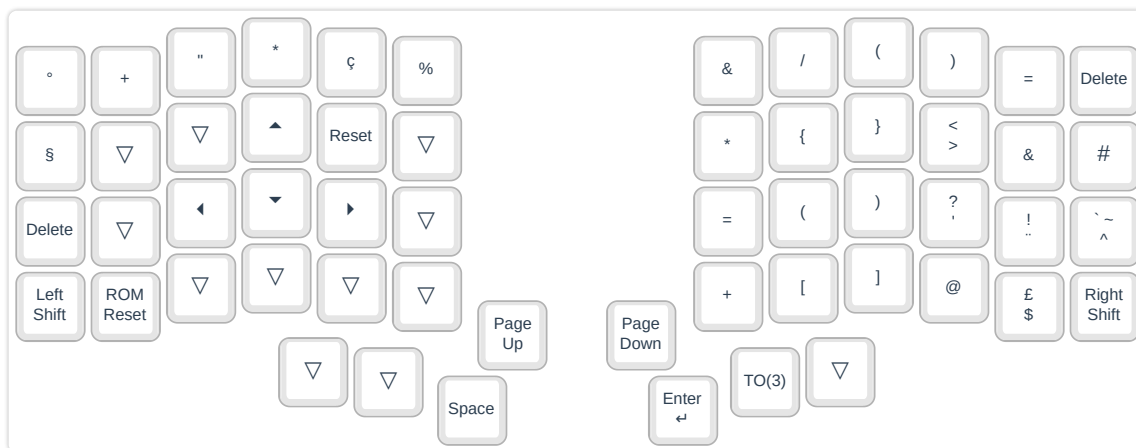 ° + " * ç % & / ( ) = Delete
§ ▽ ▽ ▲ Reset ▽ * { } < > & #
Delete ▽ ◀ ▼ ▶ ▽ = ( ) ? ' ! ¨ ` ~ ^
Left Shift ROM Reset ▽ ▽ ▽ ▽ + [ ] @ £ $ Right Shift
Page Up Page Down
▽ ▽ Space Enter ↵ TO(3) ▽